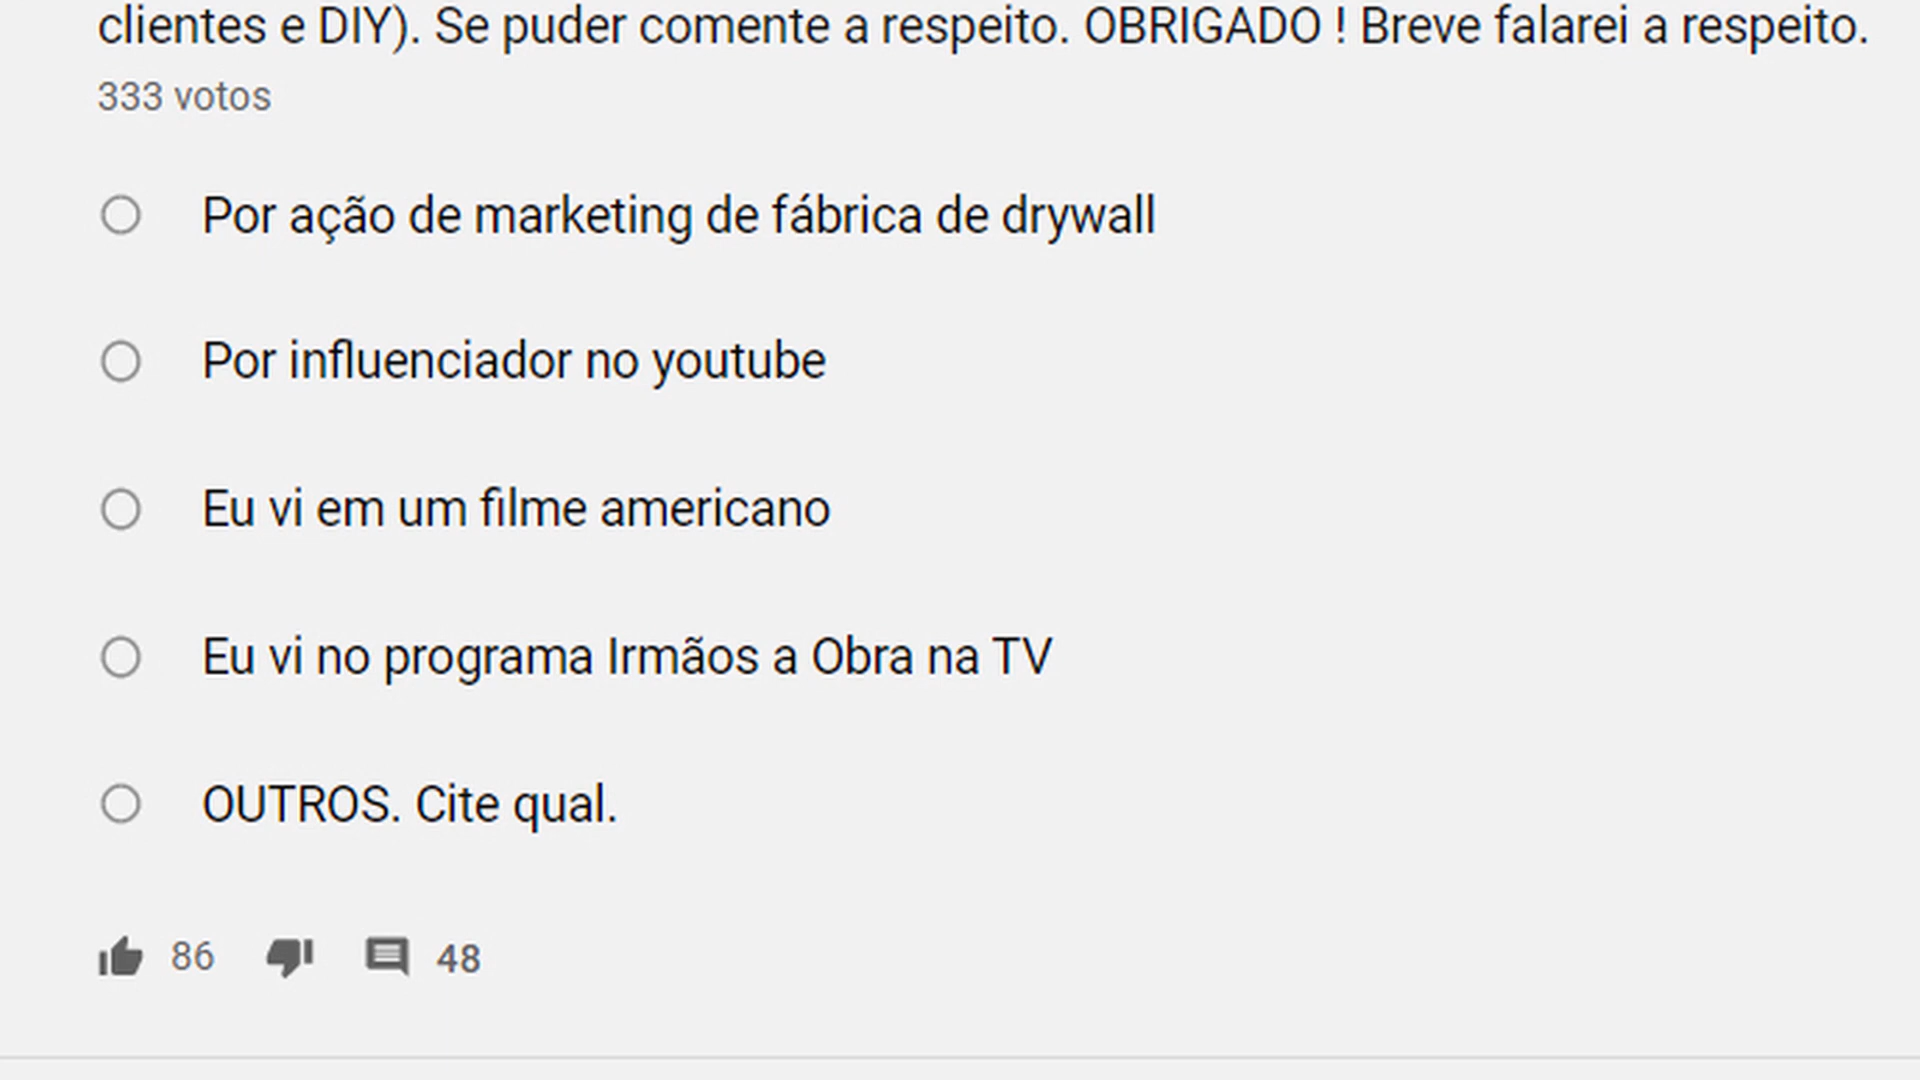 clientes e DIY). Se puder comente a respeito. OBRIGADO ! Breve falarei a respeito.
333 votos
Por ação de marketing de fábrica de drywall
Por influenciador no youtube
Eu vi em um filme americano
Eu vi no programa Irmãos a Obra na TV
OUTROS. Cite qual.
86 48